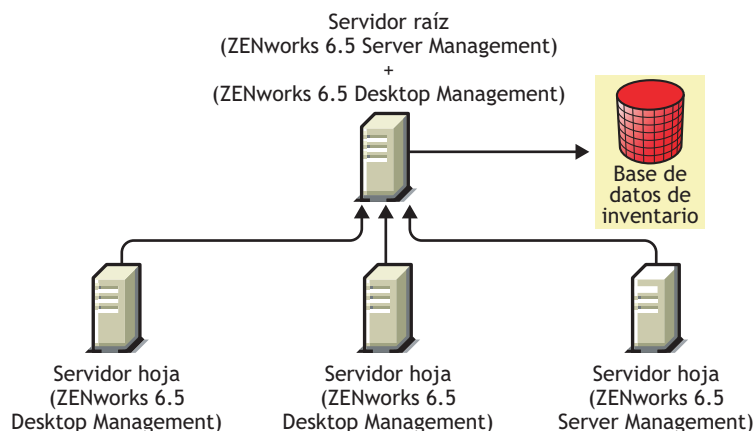 Servidor raíz
(ZENworks 6.5 Server Management)
+
(ZENworks 6.5 Desktop Management)
Base de
datos de
inventario
Servidor hoja
(ZENworks 6.5
Desktop Management)
Servidor hoja
(ZENworks 6.5
Desktop Management)
Servidor hoja
(ZENworks 6.5
Server Management)